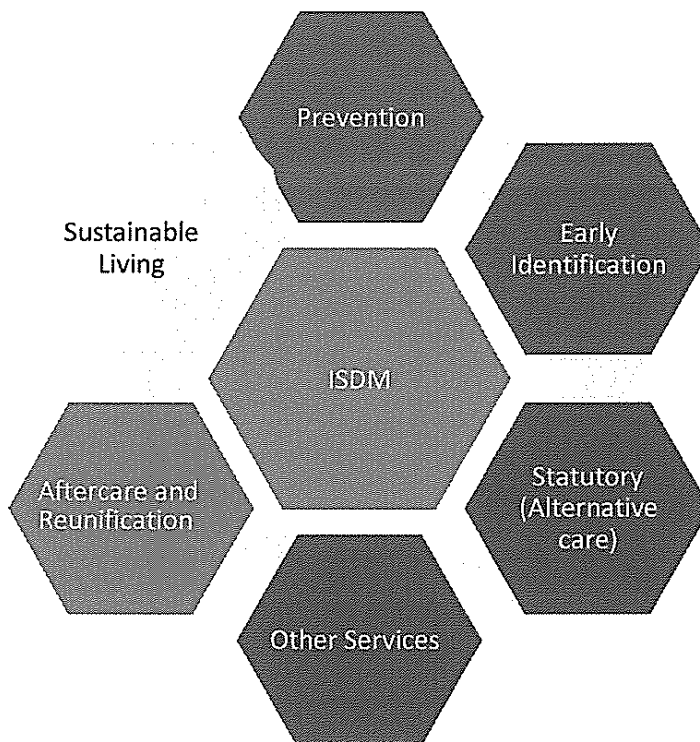 Prevention
Early
Identification
Sustainable
Living
ISDM
Statutory
(Alternative
care)
Aftercare and
Reunification
Other Services